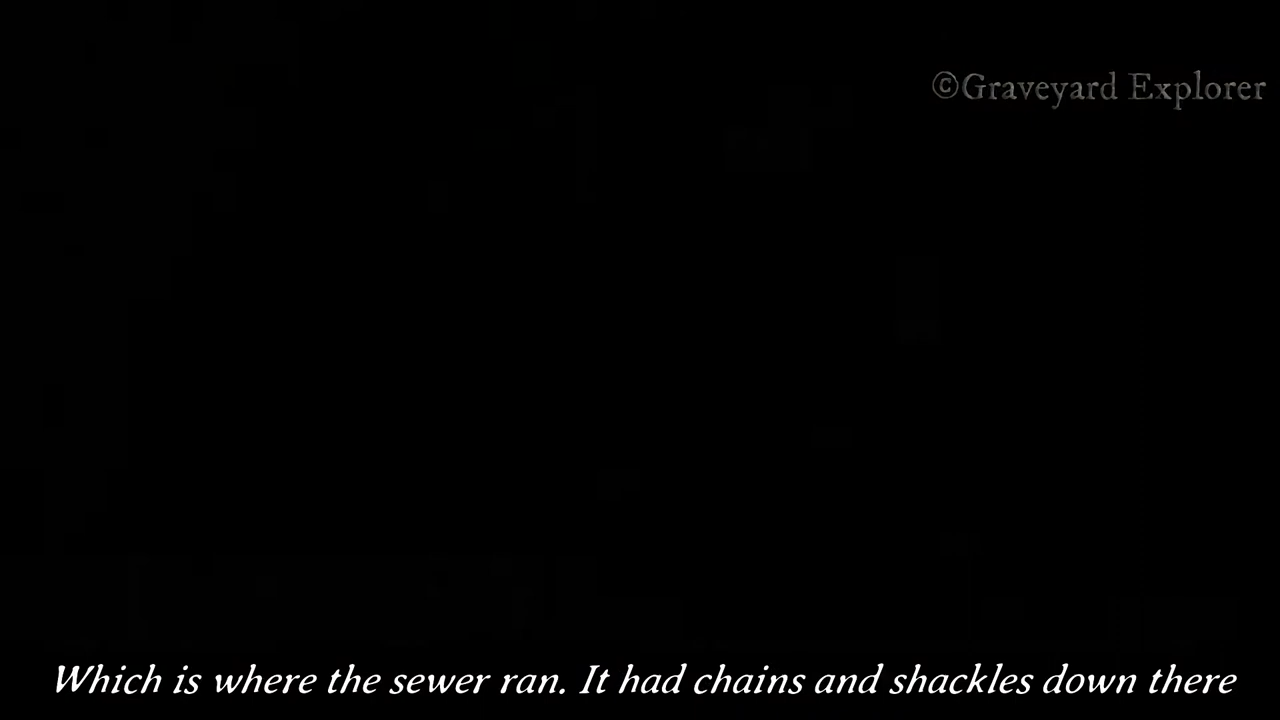 ©Graveyard Explorer
Which is where the sewer ran. It had chains and shackles down there